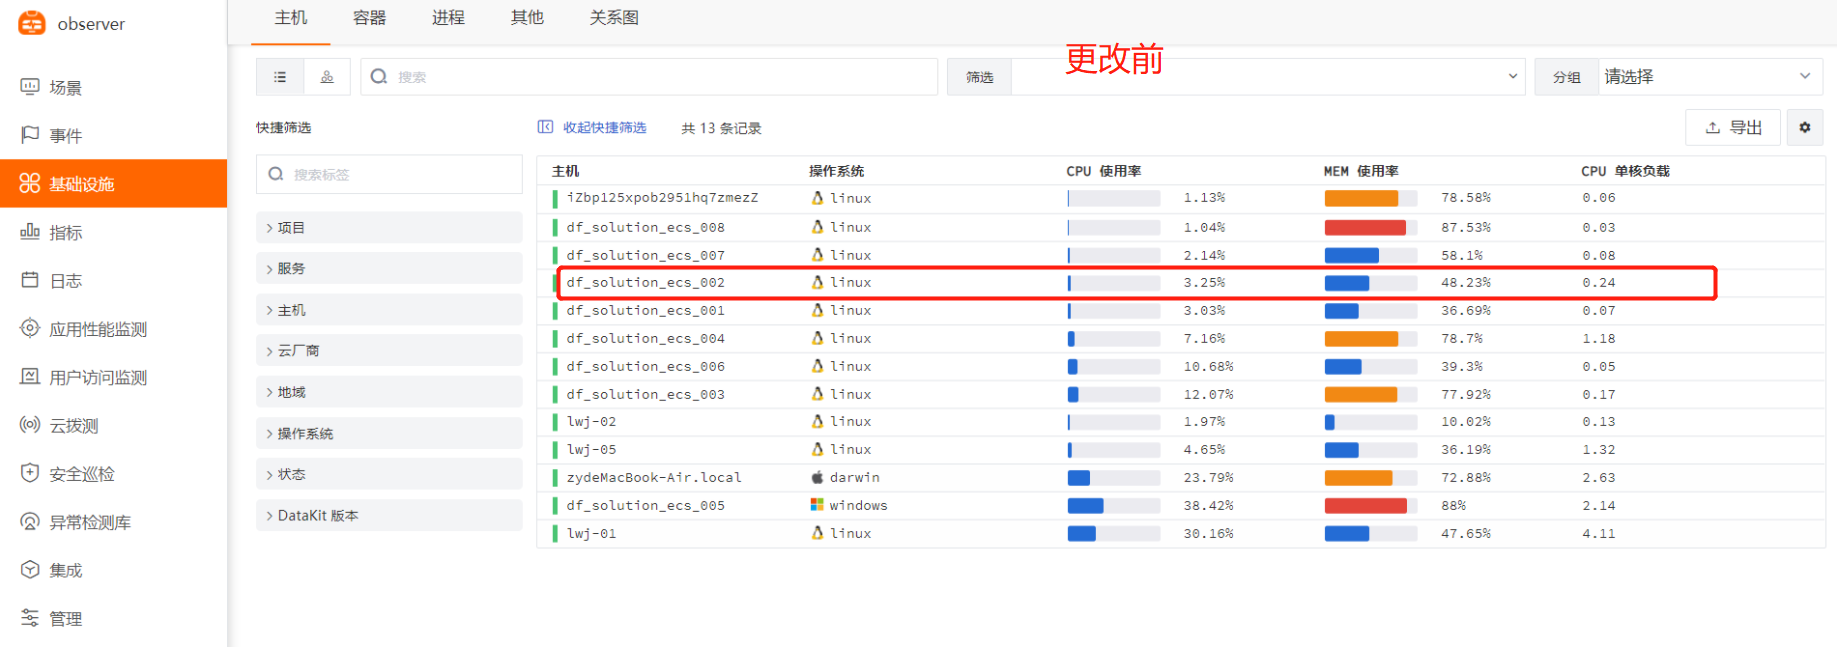 observer
主机 容器 进程 其他 关系图
更改前
搜索 筛选 分组 请选择
场景
事件
基础设施
指标
日志
应用性能监测
用户访问监测
云拨测
安全巡检
异常检测库
集成
管理
快捷筛选
搜索标签
项目
服务
主机
云厂商
地域
操作系统
状态
DataKit 版本
收起快捷筛选 共 13 条记录 导出
主机 操作系统 CPU 使用率 MEM 使用率 CPU 单核负载
iZbp125xpob2951hq7zmezZ linux 1.13% 78.58% 0.06
df_solution_ecs_008 linux 1.04% 87.53% 0.03
df_solution_ecs_007 linux 2.14% 58.1% 0.08
df_solution_ecs_002 linux 3.25% 48.23% 0.24
df_solution_ecs_001 linux 3.03% 36.69% 0.07
df_solution_ecs_004 linux 7.16% 78.7% 1.18
df_solution_ecs_006 linux 10.68% 39.3% 0.05
df_solution_ecs_003 linux 12.07% 77.92% 0.17
lwj-02 linux 1.97% 10.02% 0.13
lwj-05 linux 4.65% 36.19% 1.32
zydeMacBook-Air.local darwin 23.79% 72.88% 2.63
df_solution_ecs_005 windows 38.42% 88% 2.14
lwj-01 linux 30.16% 47.65% 4.11